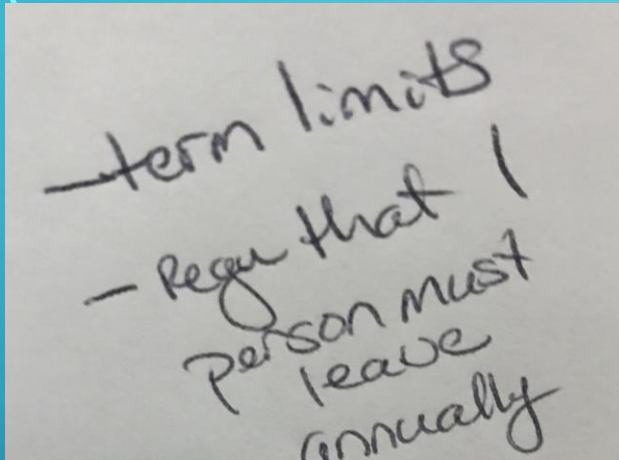 - term limits
- Requ that 1
person must
leave
annually